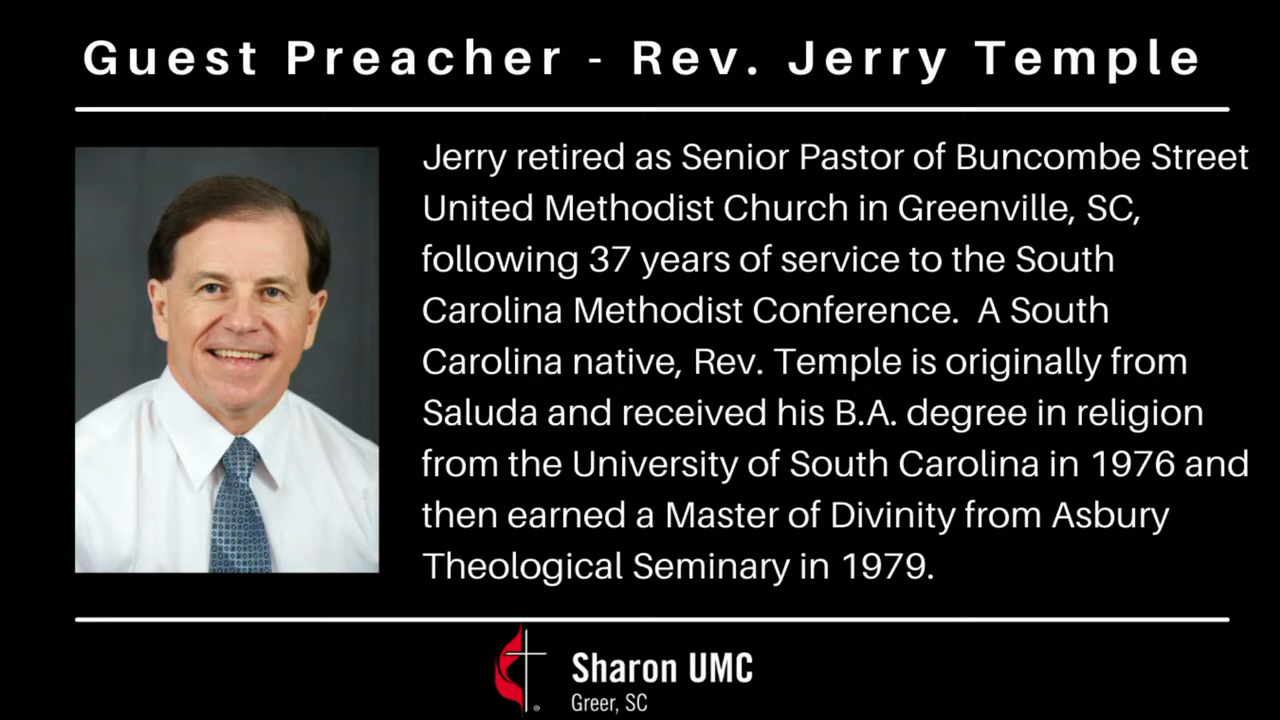 Guest Preacher - Rev. Jerry Temple
Jerry retired as Senior Pastor of Buncombe Street
United Methodist Church in Greenville, SC,
following 37 years of service to the South
Carolina Methodist Conference.  A South
Carolina native, Rev. Temple is originally from
Saluda and received his B.A. degree in religion
from the University of South Carolina in 1976 and
then earned a Master of Divinity from Asbury
Theological Seminary in 1979.
Sharon UMC
Greer, SC
®